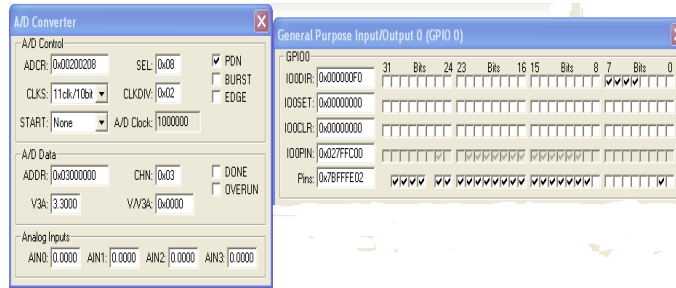 A/D Converter
A/D Control
ADCR: 0x00200208 SEL: 0x08 PDN
BURST
CLKS: 11clk/10bit CLKDIV: 0x02 EDGE
START: None A/D Clock: 1000000
A/D Data
ADDR: 0x03000000 CHN: 0x03 DONE
OVERUN
V3A: 3.3000 V/V3A: 0x0000
Analog Inputs
AIN0: 0.0000 AIN1: 0.0000 AIN2: 0.0000 AIN3: 0.0000
General Purpose Input/Output 0 (GPIO 0)
GPIO0
31 Bits 24 23 Bits 16 15 Bits 8 7 Bits 0
IO0DIR: 0x000000F0
IO0SET: 0x00000000
IO0CLR: 0x00000000
IO0PIN: 0x027FFC00
Pins: 0x7BFFFE02